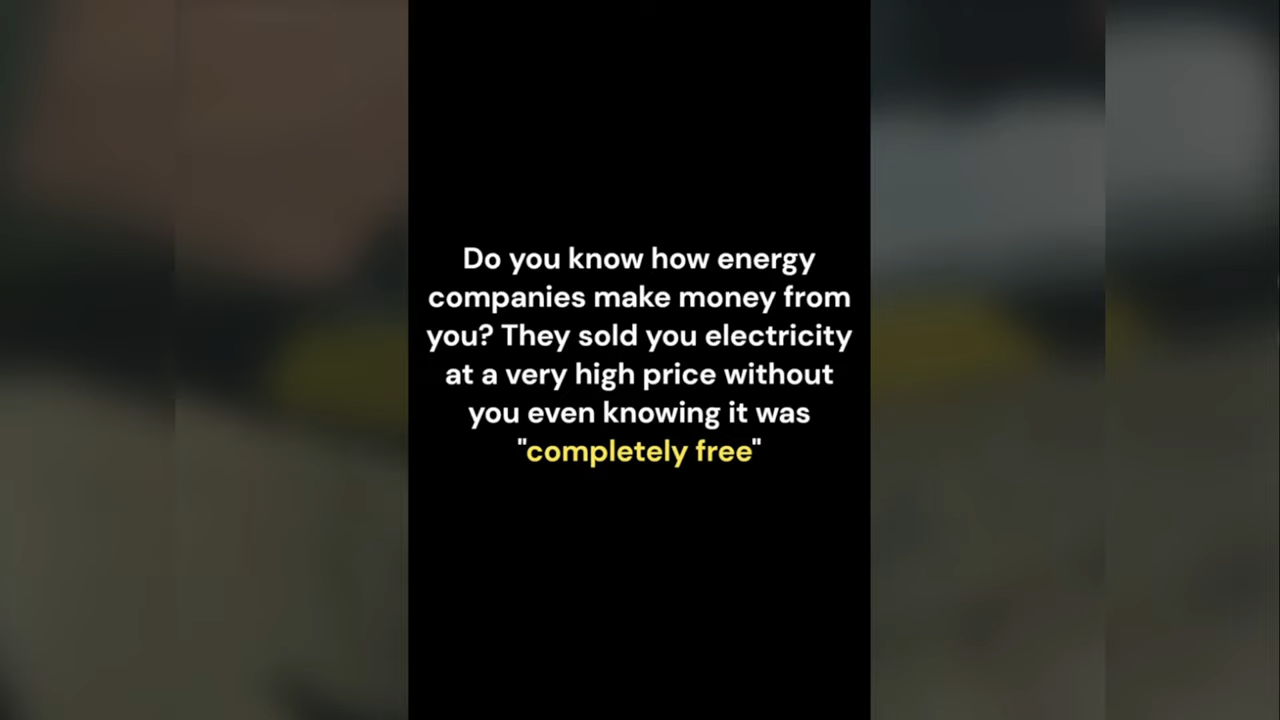 Do you know how energy
companies make money from
you? They sold you electricity
at a very high price without
you even knowing it was
"completely free"